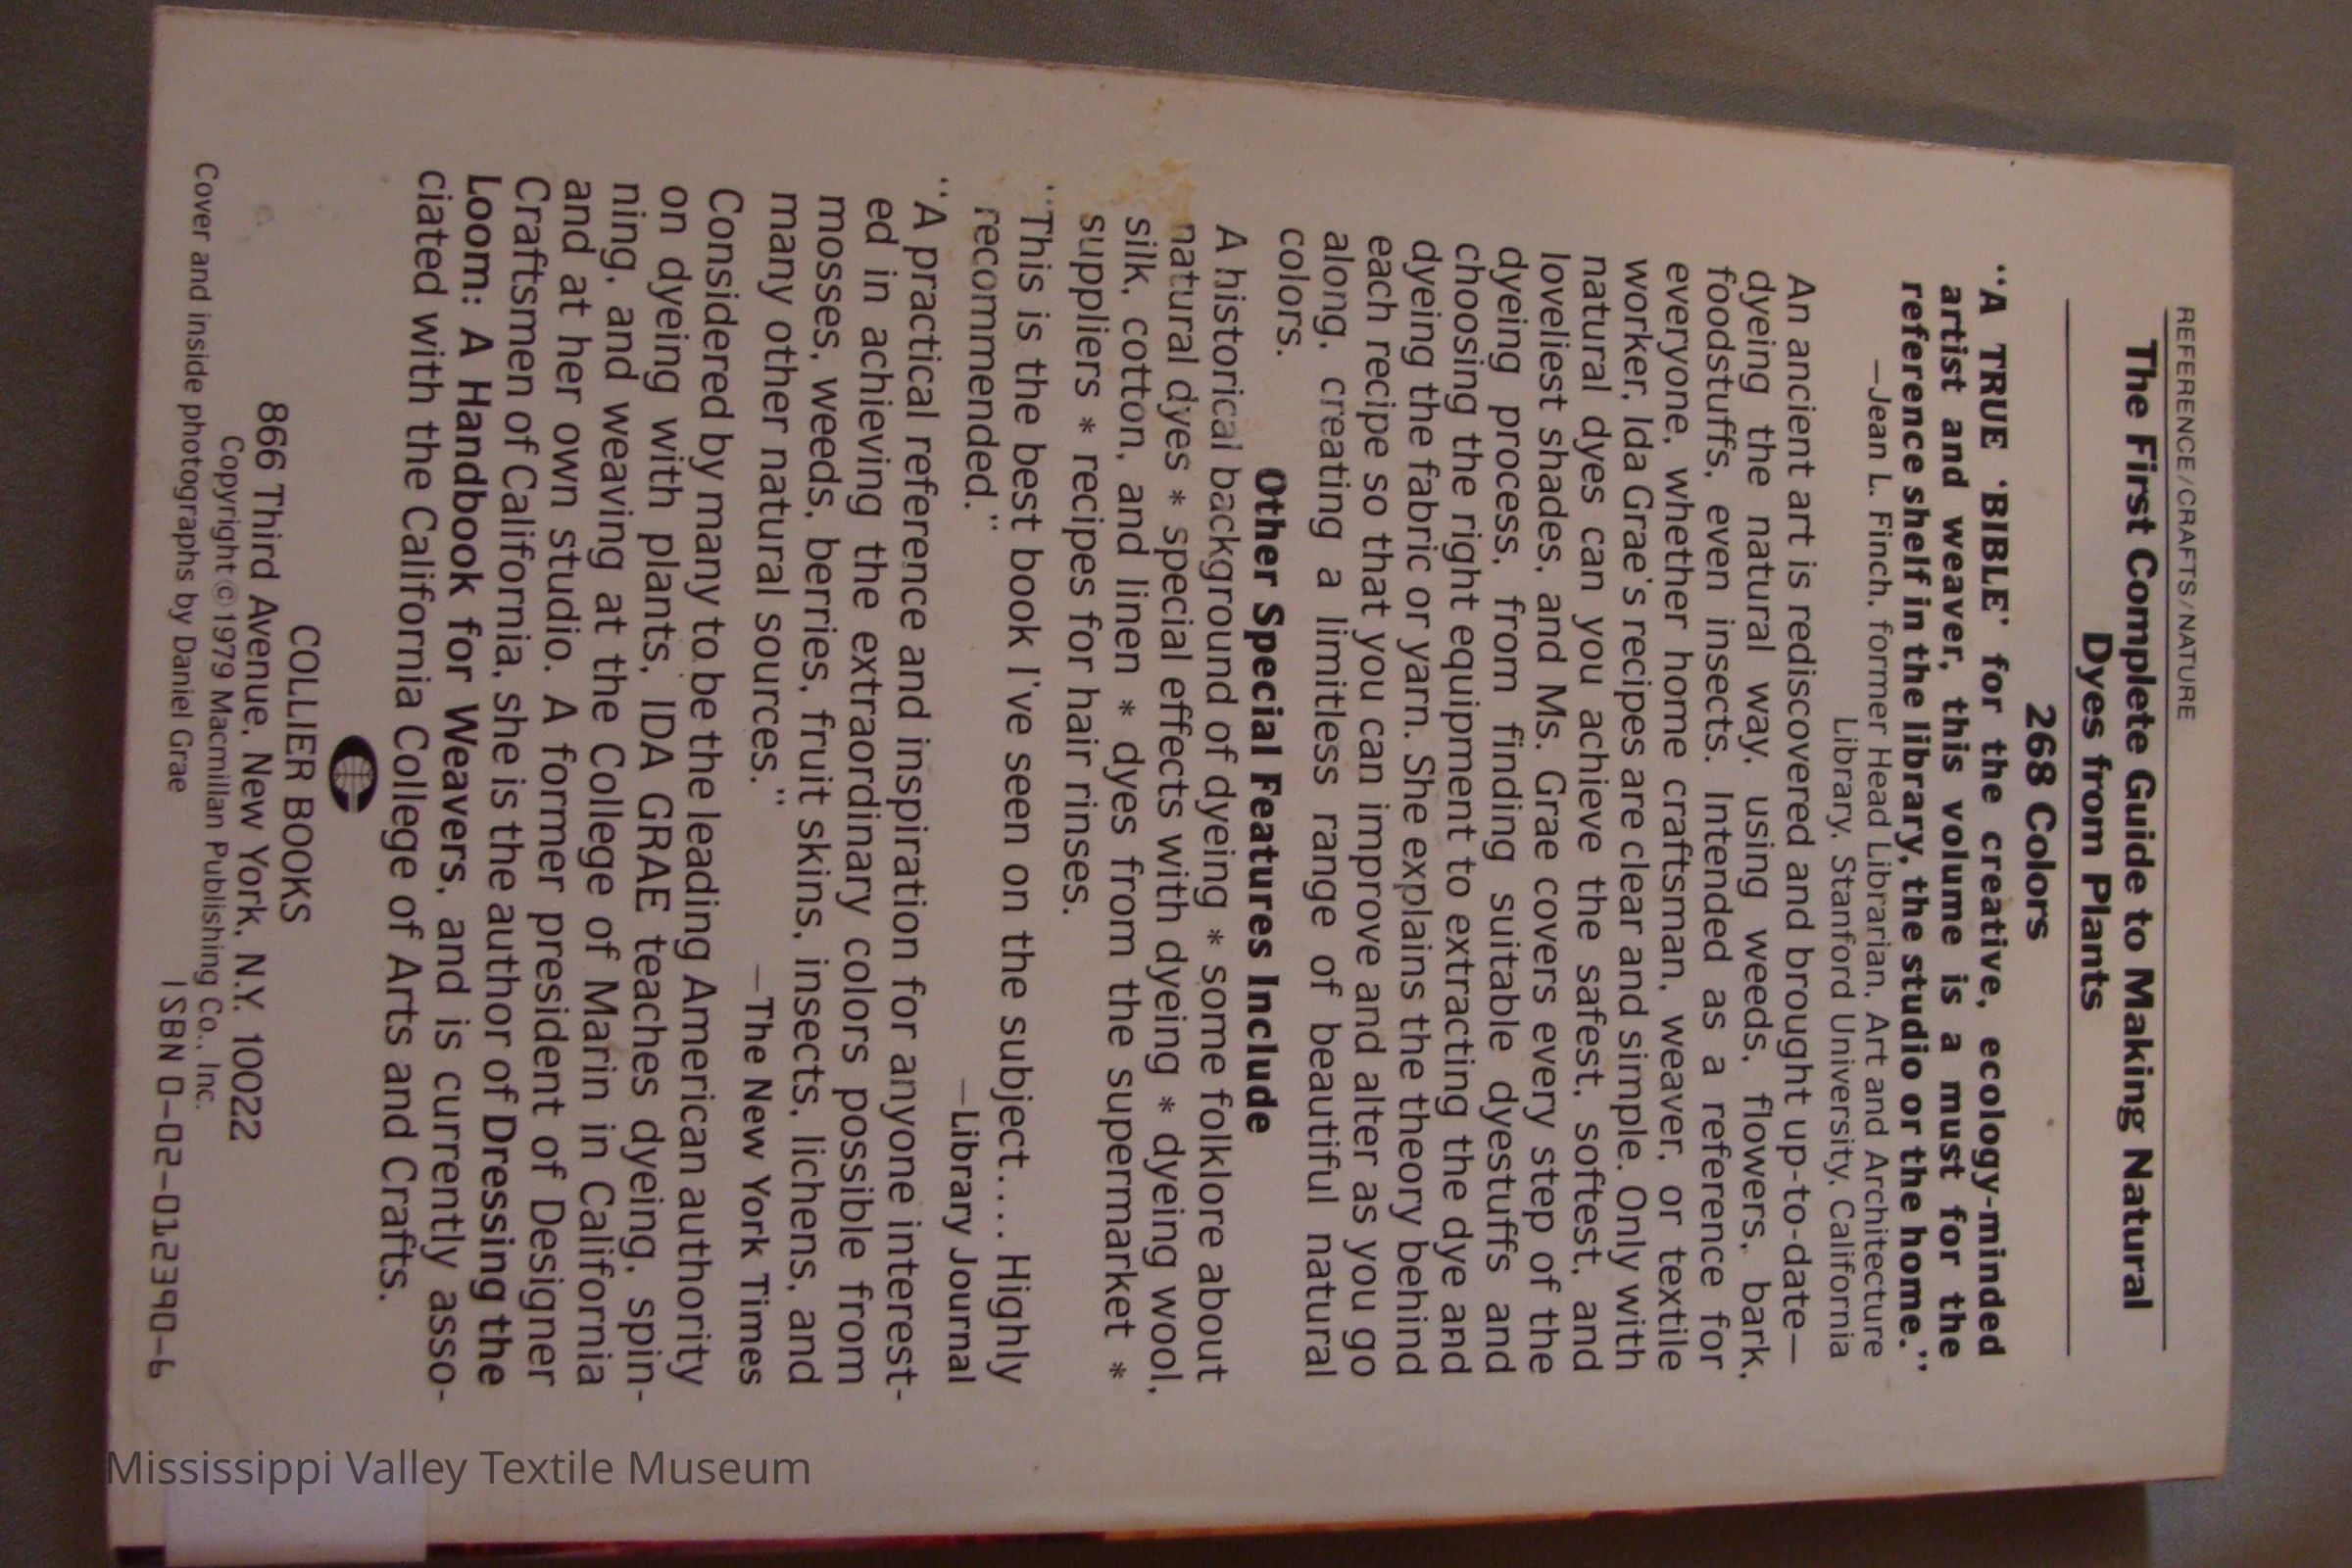 REFERENCE/CRAFTS/NATURE
The First Complete Guide to Making Natural
Dyes from Plants
268 Colors
“A TRUE ‘BIBLE’ for the creative, ecology-minded
artist and weaver, this volume is a must for the
reference shelf in the library, the studio or the home.”
—Jean L. Finch, former Head Librarian, Art and Architecture
Library, Stanford University, California
An ancient art is rediscovered and brought up-to-date—
dyeing the natural way, using weeds, flowers, bark,
foodstuffs, even insects. Intended as a reference for
everyone, whether home craftsman, weaver, or textile
worker, Ida Grae's recipes are clear and simple. Only with
natural dyes can you achieve the safest, softest, and
loveliest shades, and Ms. Grae covers every step of the
dyeing process, from finding suitable dyestuffs and
choosing the right equipment to extracting the dye and
dyeing the fabric or yarn. She explains the theory behind
each recipe so that you can improve and alter as you go
along, creating a limitless range of beautiful natural
colors.
Other Special Features Include
A historical background of dyeing * some folklore about
natural dyes * special effects with dyeing * dyeing wool,
silk, cotton, and linen * dyes from the supermarket *
suppliers * recipes for hair rinses.
“This is the best book I've seen on the subject.... Highly
recommended.”
—Library Journal
“A practical reference and inspiration for anyone interest-
ed in achieving the extraordinary colors possible from
mosses, weeds, berries, fruit skins, insects, lichens, and
many other natural sources.”
—The New York Times
Considered by many to be the leading American authority
on dyeing with plants, IDA GRAE teaches dyeing, spin-
ning, and weaving at the College of Marin in California
and at her own studio. A former president of Designer
Craftsmen of California, she is the author of Dressing the
Loom: A Handbook for Weavers, and is currently asso-
ciated with the California College of Arts and Crafts.
COLLIER BOOKS
866 Third Avenue, New York, N.Y. 10022
Copyright © 1979 Macmillan Publishing Co., Inc.
Cover and inside photographs by Daniel Grae
ISBN 0-02-012390-6
Mississippi Valley Textile Museum